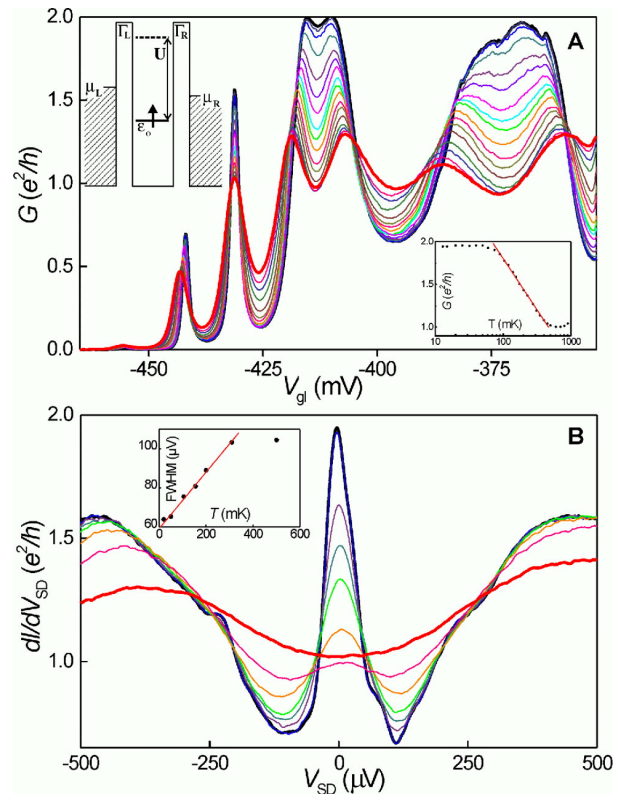 2.0
1.5
1.0
0.5
0.0
G (e²/h)
Γ_L Γ_R
U
μ_L
μ_R
ε_o
A
2.0
1.5
1.0
G (e²/h)
T (mK)
10 100 1000
-450 -425 -400 -375
V_gl (mV)
2.0
1.5
1.0
dI/dV_SD (e²/h)
B
100
80
60
FWHM (μV)
T (mK)
0 200 400 600
-500 -250 0 250 500
V_SD (μV)